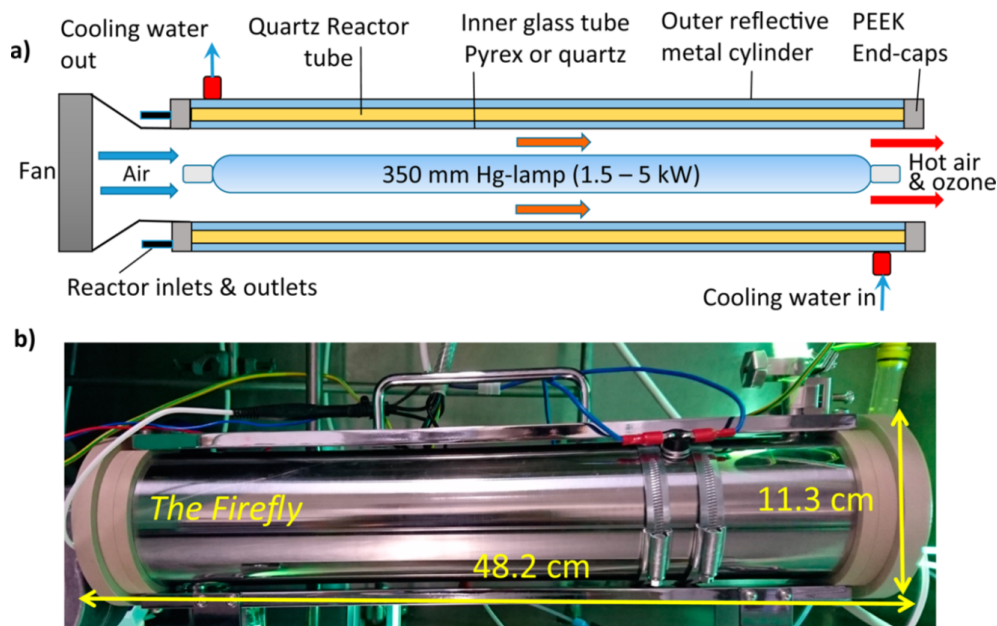 a)
Cooling water
out
Quartz Reactor
tube
Inner glass tube
Pyrex or quartz
Outer reflective
metal cylinder
PEEK
End-caps
Fan
Air
350 mm Hg-lamp (1.5 – 5 kW)
Hot air
& ozone
Reactor inlets & outlets
Cooling water in
b)
The Firefly
11.3 cm
48.2 cm